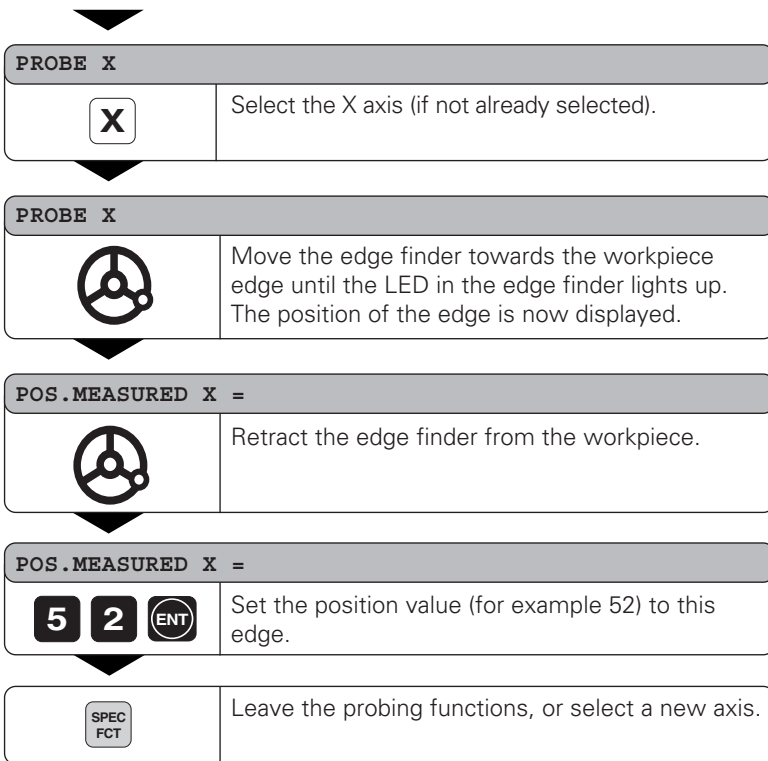 PROBE X
X
Select the X axis (if not already selected).
PROBE X
Move the edge finder towards the workpiece
edge until the LED in the edge finder lights up.
The position of the edge is now displayed.
POS.MEASURED X =
Retract the edge finder from the workpiece.
POS.MEASURED X =
5 2 ENT
Set the position value (for example 52) to this
edge.
SPEC
FCT
Leave the probing functions, or select a new axis.